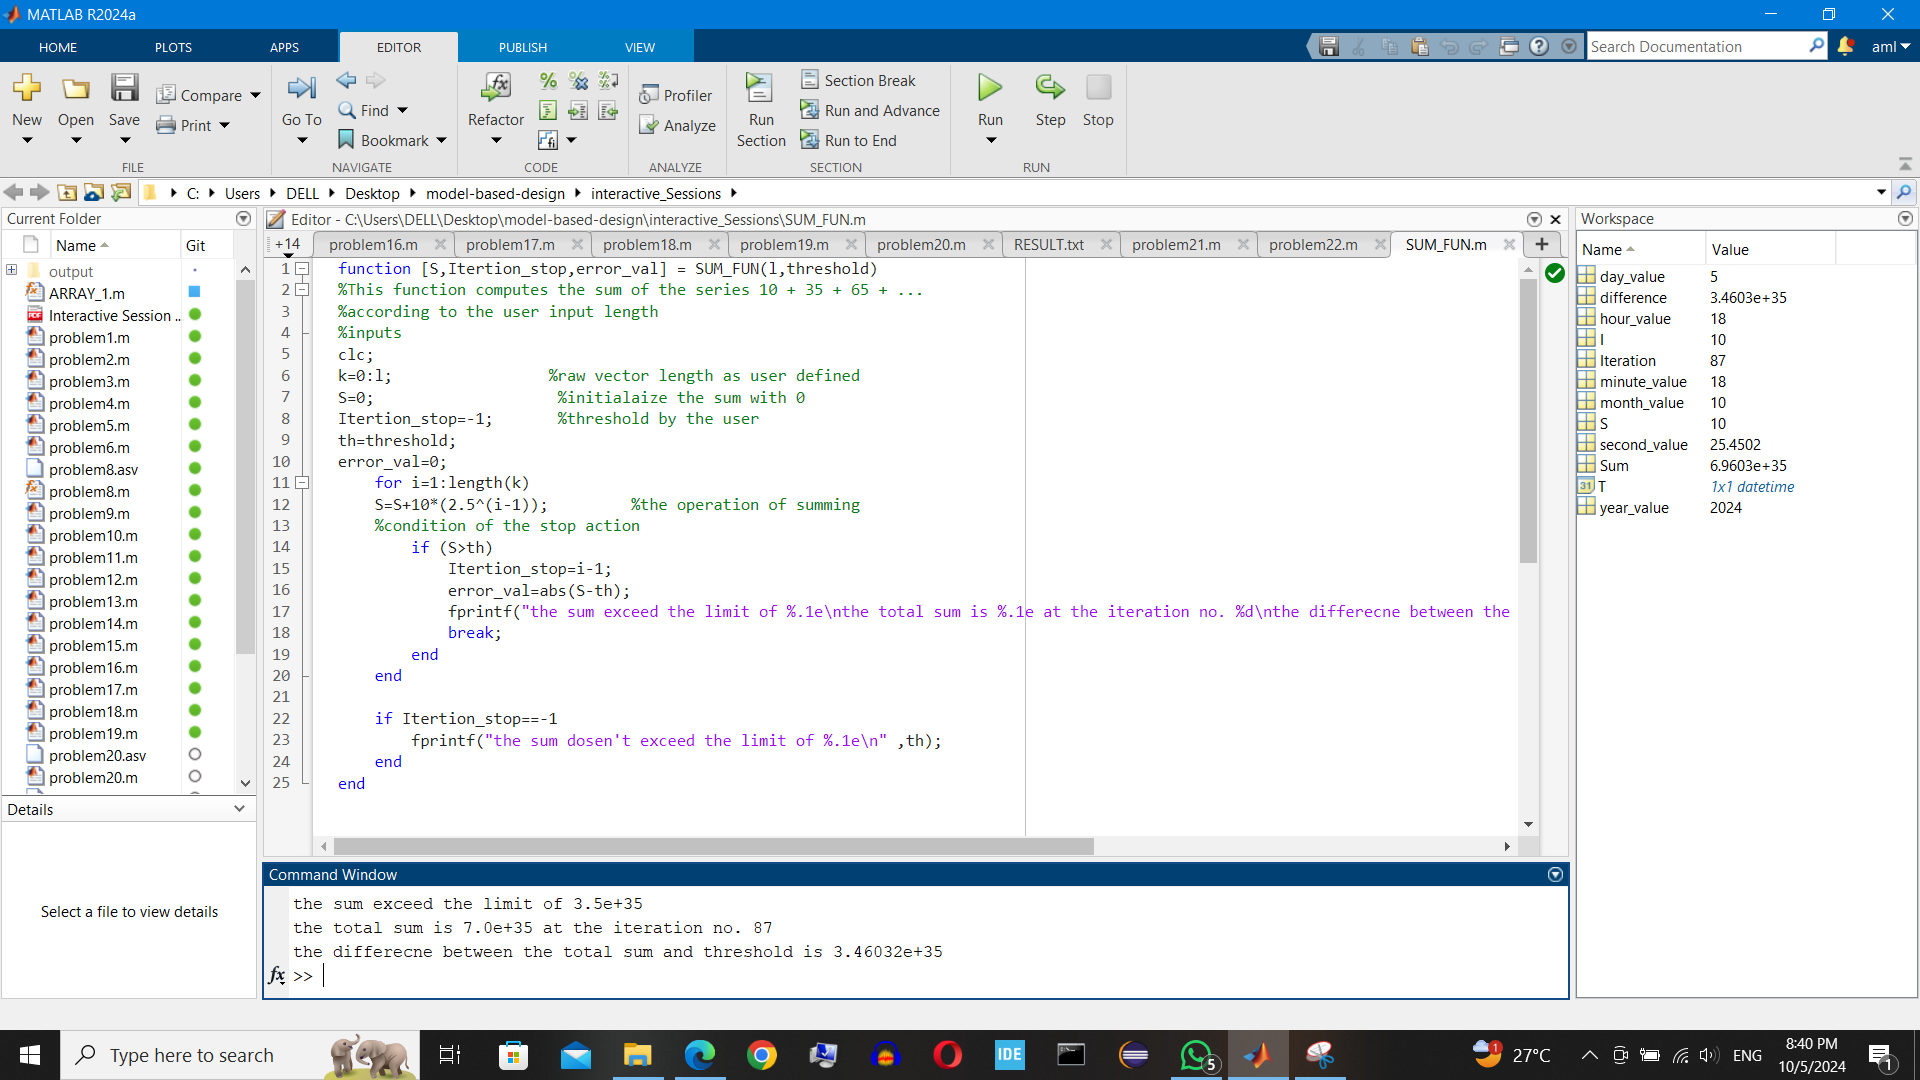 MATLAB R2024a
HOME PLOTS APPS EDITOR PUBLISH VIEW
Search Documentation
aml
New Open Save Compare Print
FILE
Go To Find Bookmark
NAVIGATE
Refactor
CODE
Profiler
Analyze
ANALYZE
Run Section
Section Break
Run and Advance
Run to End
SECTION
Run Step Stop
RUN
C: Users DELL Desktop model-based-design interactive_Sessions
Current Folder
Name Git
output
ARRAY_1.m
Interactive Session ..
problem1.m
problem2.m
problem3.m
problem4.m
problem5.m
problem6.m
problem8.asv
problem8.m
problem9.m
problem10.m
problem11.m
problem12.m
problem13.m
problem14.m
problem15.m
problem16.m
problem17.m
problem18.m
problem19.m
problem20.asv
problem20.m
Details
Select a file to view details
Editor - C:\Users\DELL\Desktop\model-based-design\interactive_Sessions\SUM_FUN.m
+14 problem16.m problem17.m problem18.m problem19.m problem20.m RESULT.txt problem21.m problem22.m SUM_FUN.m
1 function [S,Itertion_stop,error_val] = SUM_FUN(l,threshold)
2 %This function computes the sum of the series 10 + 35 + 65 + ...
3 %according to the user input length
4 %inputs
5 clc;
6 k=0:l; %raw vector length as user defined
7 S=0; %initialaize the sum with 0
8 Itertion_stop=-1; %threshold by the user
9 th=threshold;
10 error_val=0;
11 for i=1:length(k)
12 S=S+10*(2.5^(i-1)); %the operation of summing
13 %condition of the stop action
14 if (S>th)
15 Itertion_stop=i-1;
16 error_val=abs(S-th);
17 fprintf("the sum exceed the limit of %.1e\nthe total sum is %.1e at the iteration no. %d\nthe differecne between the
18 break;
19 end
20 end
21
22 if Itertion_stop==-1
23 fprintf("the sum dosen't exceed the limit of %.1e\n" ,th);
24 end
25 end
Command Window
the sum exceed the limit of 3.5e+35
the total sum is 7.0e+35 at the iteration no. 87
the differecne between the total sum and threshold is 3.46032e+35
fx >>
Workspace
Name Value
day_value 5
difference 3.4603e+35
hour_value 18
I 10
Iteration 87
minute_value 18
month_value 10
S 10
second_value 25.4502
Sum 6.9603e+35
T 1x1 datetime
year_value 2024
Type here to search
IDE
5
1
27°C
ENG
8:40 PM
10/5/2024
1